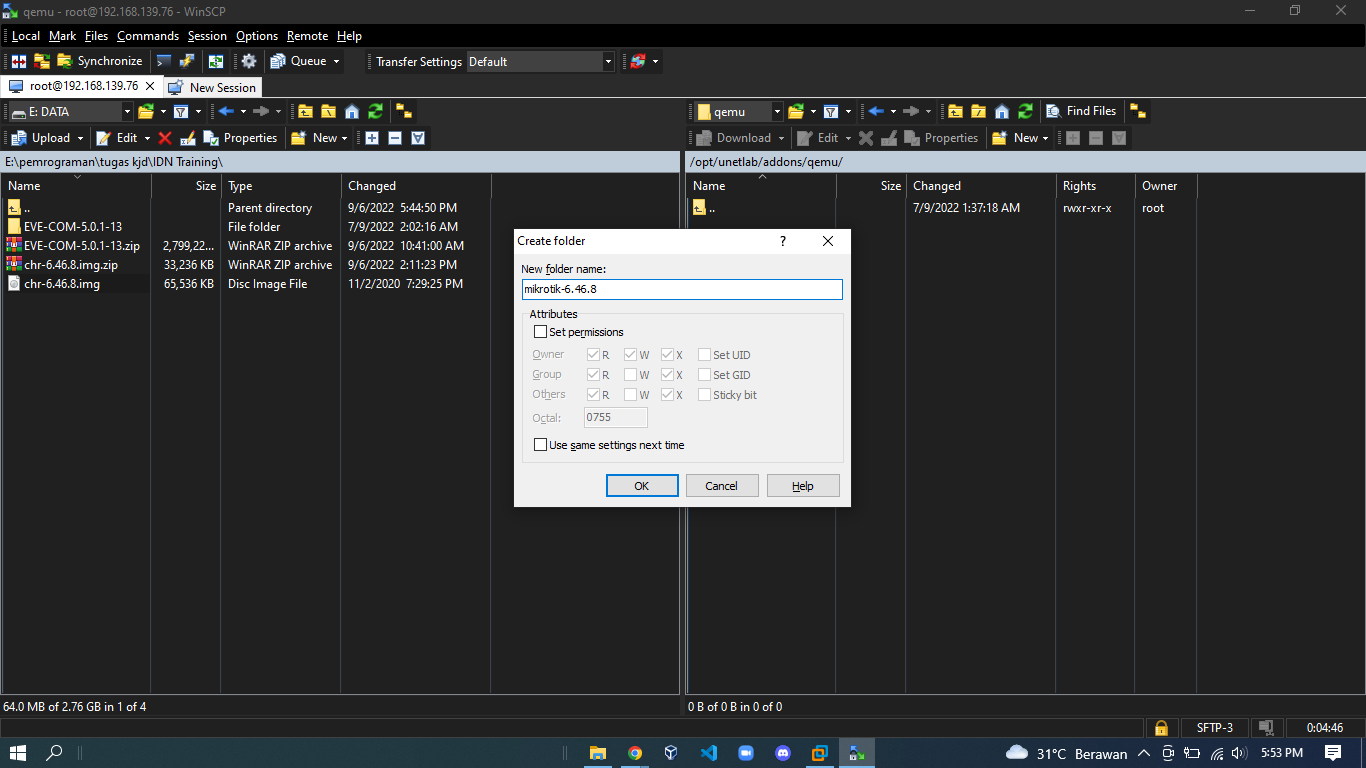 qemu - root@192.168.139.76 - WinSCP
Local Mark Files Commands Session Options Remote Help
Synchronize Queue Transfer Settings Default
root@192.168.139.76 New Session
E: DATA qemu Find Files
Upload Edit Properties New Download Edit Properties New
E:\pemrograman\tugas kjd\IDN Training\ /opt/unetlab/addons/qemu/
Name Size Type Changed Name Size Changed Rights Owner
.. Parent directory 9/6/2022 5:44:50 PM .. 7/9/2022 1:37:18 AM rwxr-xr-x root
EVE-COM-5.0.1-13 File folder 7/9/2022 2:02:16 AM
EVE-COM-5.0.1-13.zip 2,799,22... WinRAR ZIP archive 9/6/2022 10:41:00 AM
chr-6.46.8.img.zip 33,236 KB WinRAR ZIP archive 9/6/2022 2:11:23 PM
chr-6.46.8.img 65,536 KB Disc Image File 11/2/2020 7:29:25 PM
Create folder ?
New folder name:
mikrotik-6.46.8
Attributes
Set permissions
Owner R W X Set UID
Group R W X Set GID
Others R W X Sticky bit
Octal: 0755
Use same settings next time
OK Cancel Help
64.0 MB of 2.76 GB in 1 of 4 0 B of 0 B in 0 of 0
SFTP-3 0:04:46
31°C Berawan 5:53 PM